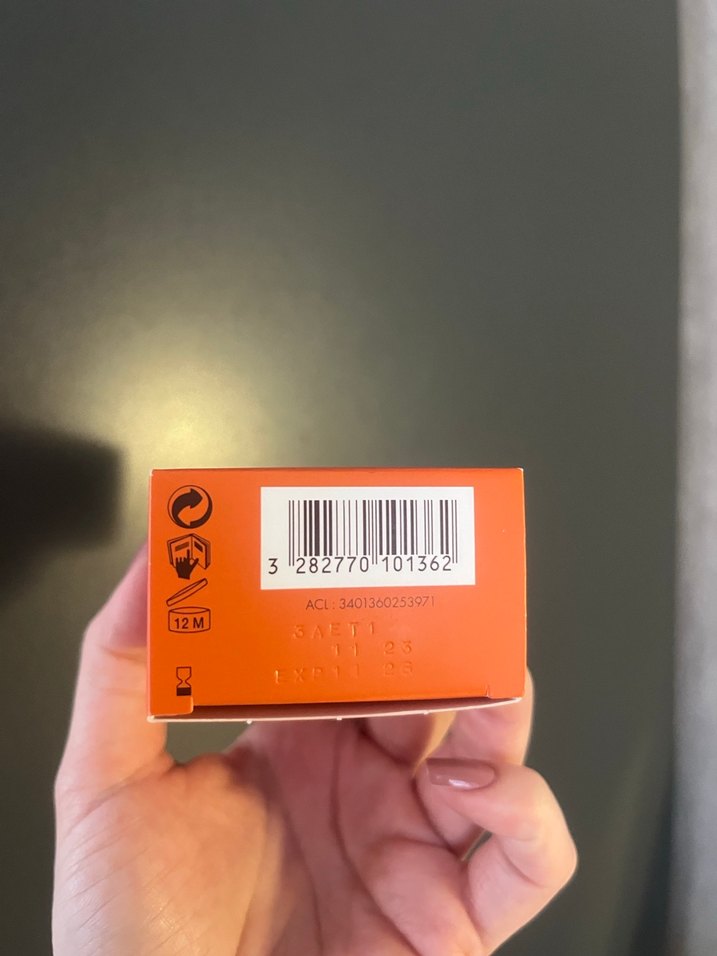 3 282770 101362
ACL : 3401360253971
12 M
3AET1
11 23
EXP11 26